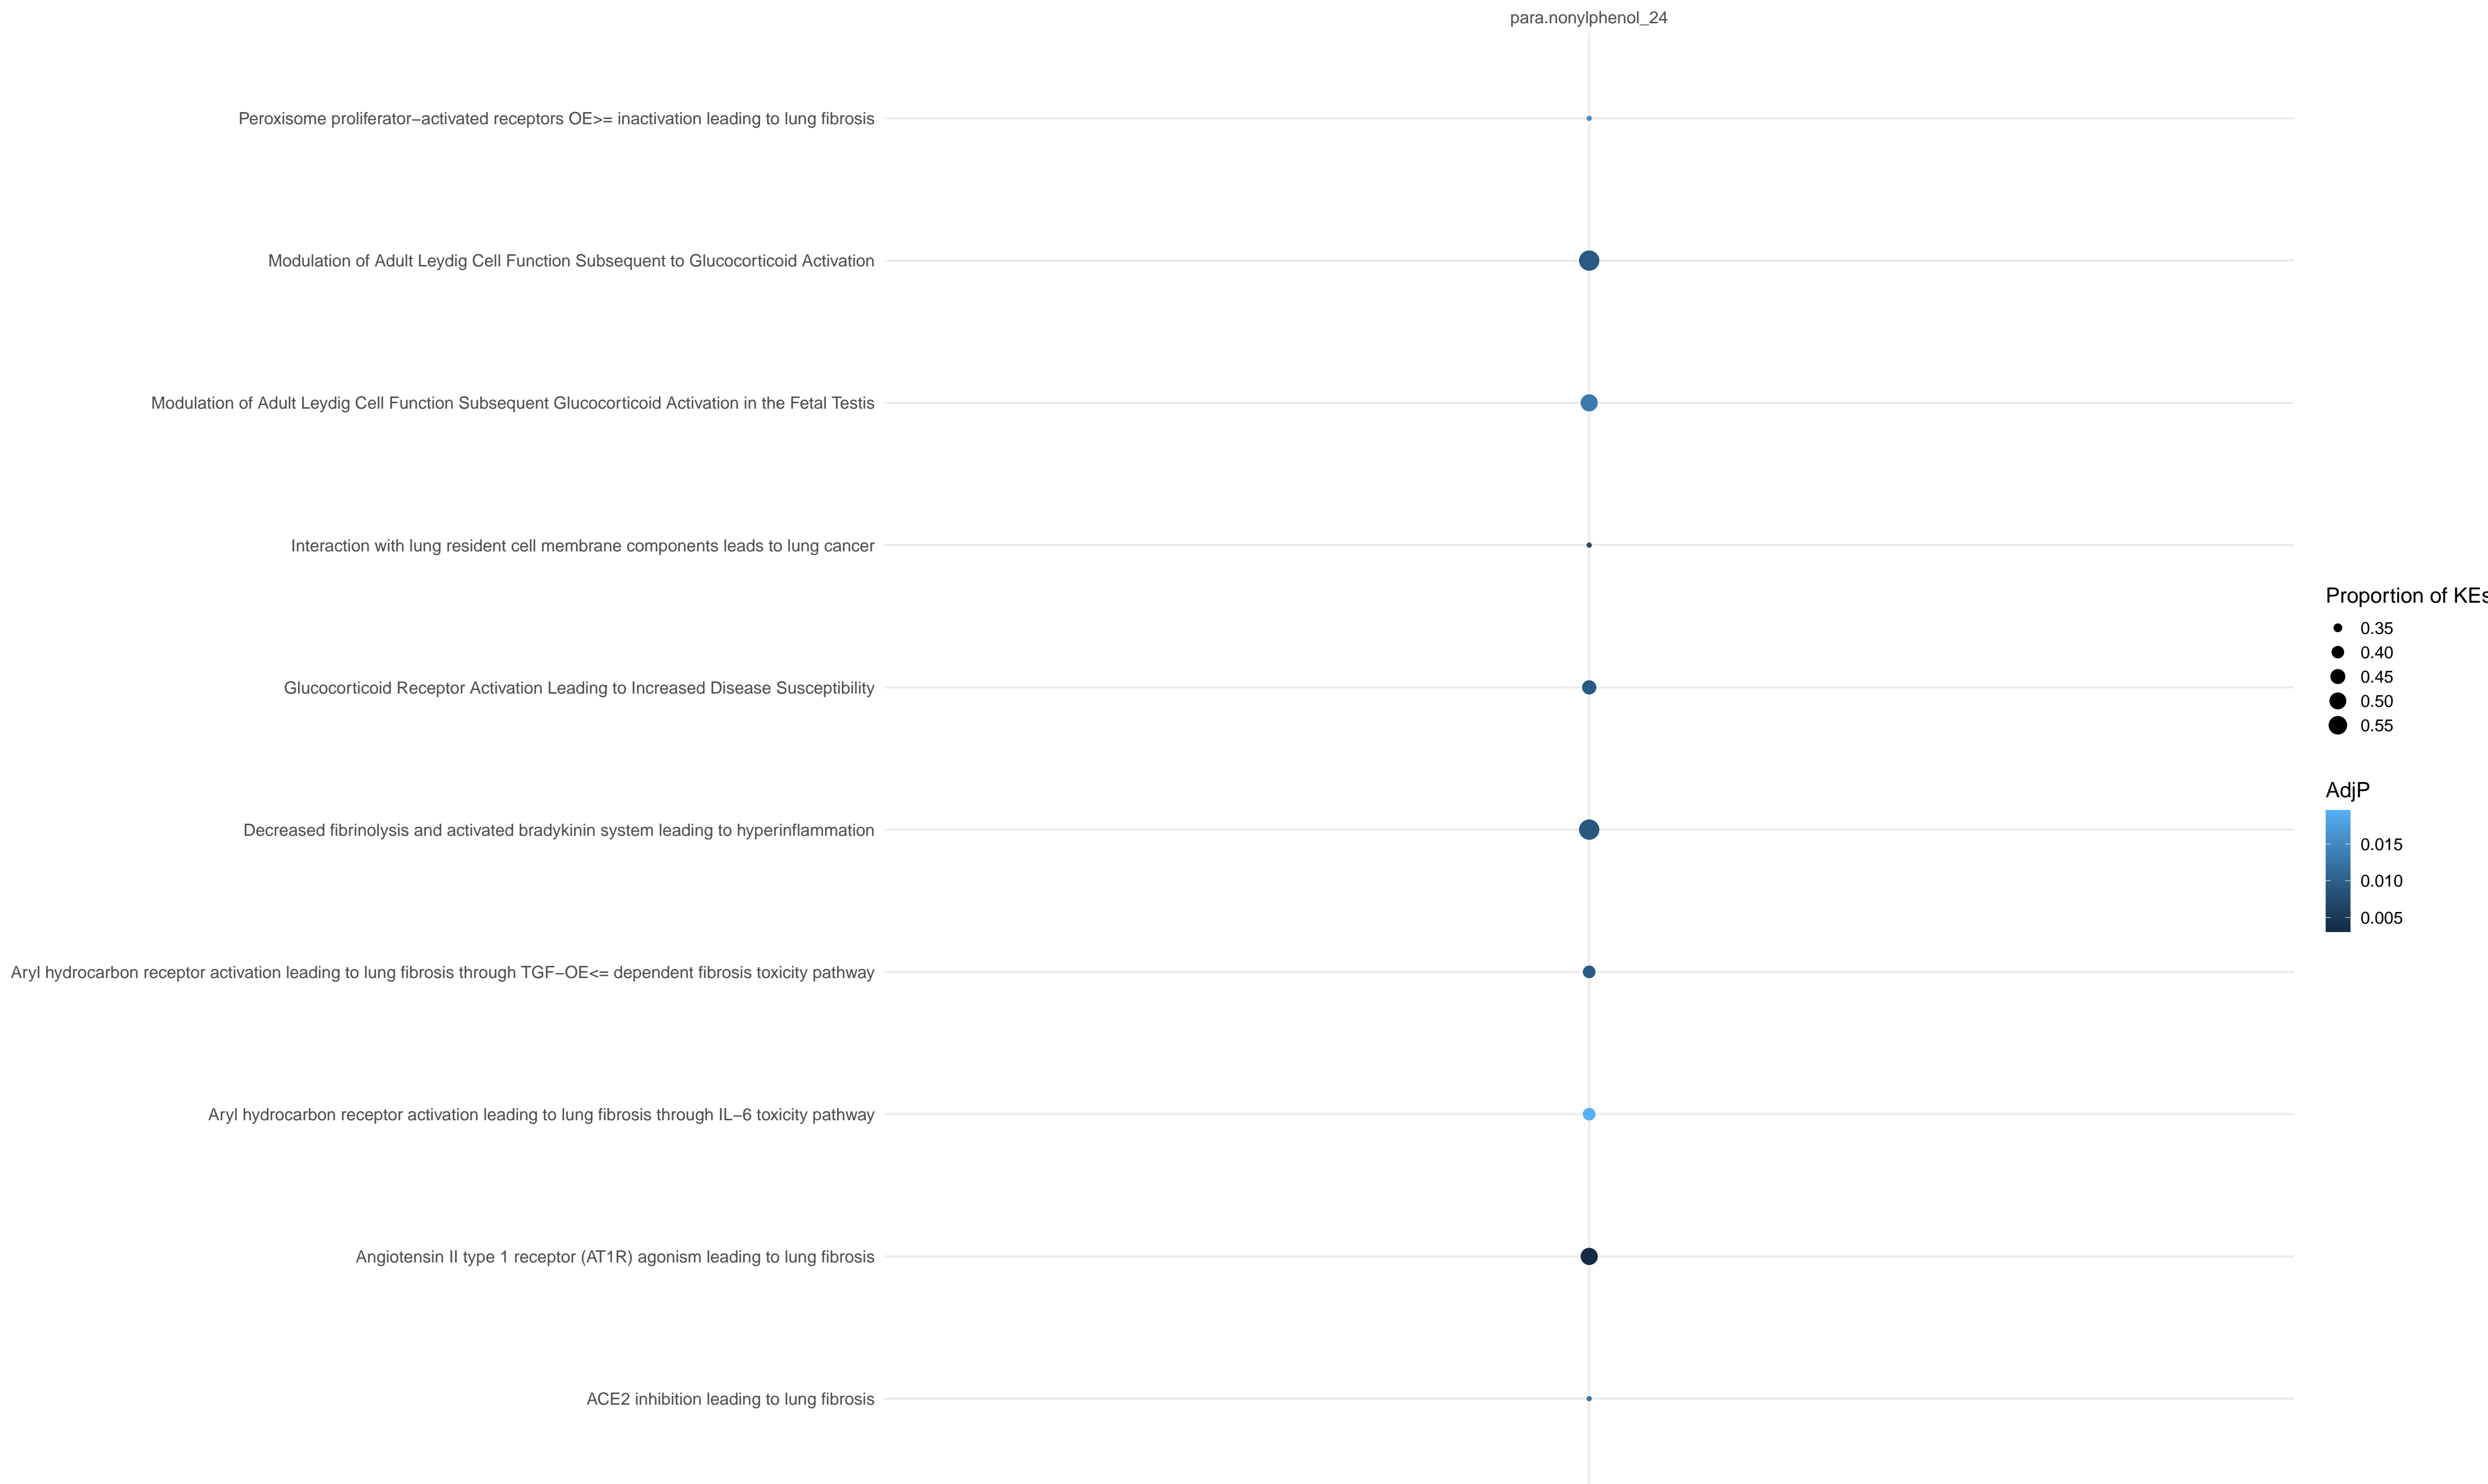 para.nonylphenol_24
Peroxisome proliferator−activated receptors OE>= inactivation leading to lung fibrosis
Modulation of Adult Leydig Cell Function Subsequent to Glucocorticoid Activation
Modulation of Adult Leydig Cell Function Subsequent Glucocorticoid Activation in the Fetal Testis
Interaction with lung resident cell membrane components leads to lung cancer
Glucocorticoid Receptor Activation Leading to Increased Disease Susceptibility
Decreased fibrinolysis and activated bradykinin system leading to hyperinflammation
Aryl hydrocarbon receptor activation leading to lung fibrosis through TGF−OE<= dependent fibrosis toxicity pathway
Aryl hydrocarbon receptor activation leading to lung fibrosis through IL−6 toxicity pathway
Angiotensin II type 1 receptor (AT1R) agonism leading to lung fibrosis
ACE2 inhibition leading to lung fibrosis
Proportion of KEs
0.35
0.40
0.45
0.50
0.55
AdjP
0.015
0.010
0.005